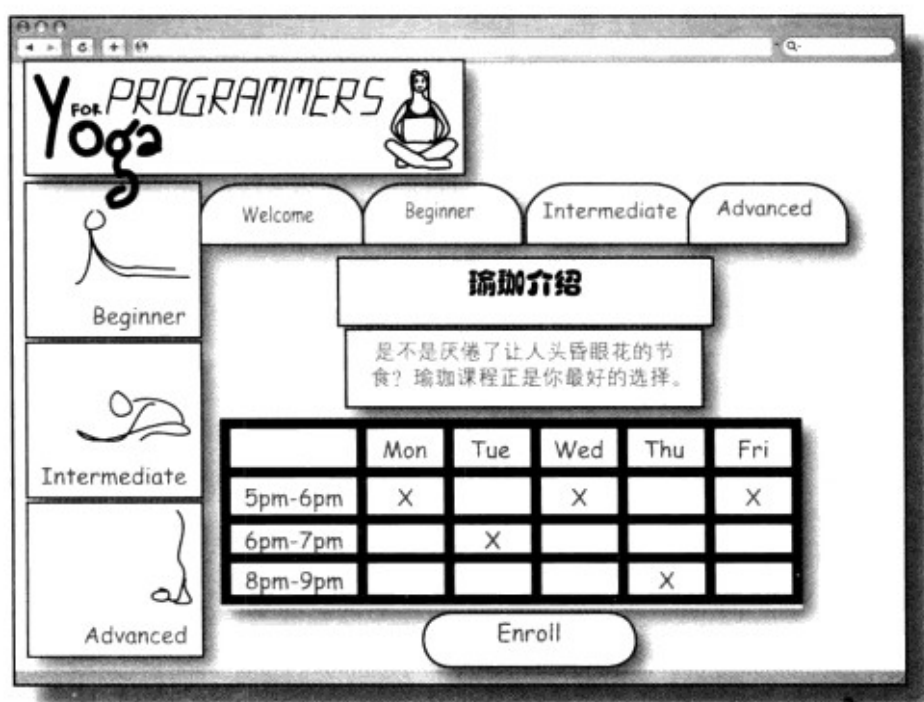 Yoga FOR PROGRAMMERS
Welcome Beginner Intermediate Advanced
Beginner
Intermediate
Advanced
瑜珈介绍
是不是厌倦了让人头昏眼花的节
食？瑜珈课程正是你最好的选择。
Mon Tue Wed Thu Fri
5pm-6pm X X X
6pm-7pm X
8pm-9pm X
Enroll